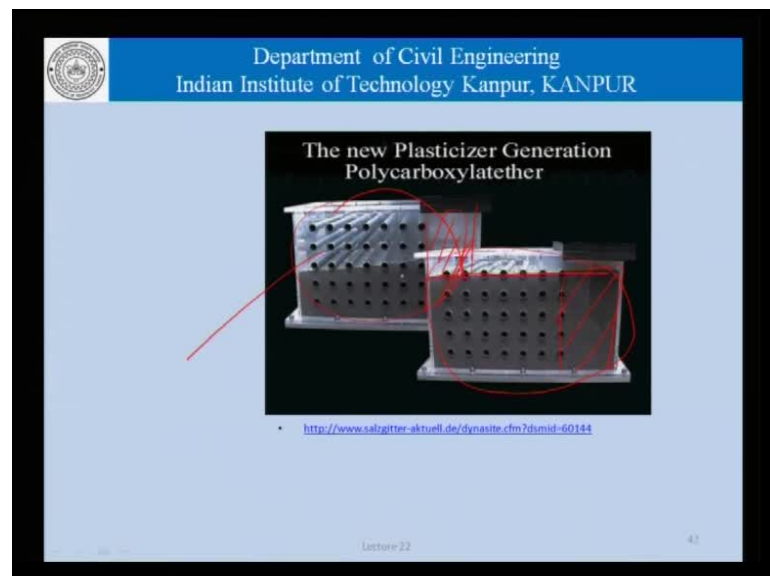 Department of Civil Engineering
Indian Institute of Technology Kanpur, KANPUR
The new Plasticizer Generation
Polycarboxylatether
• http://www.salzgitter-aktuell.de/dynasite.cfm?dsmid=60144
Lecture 22